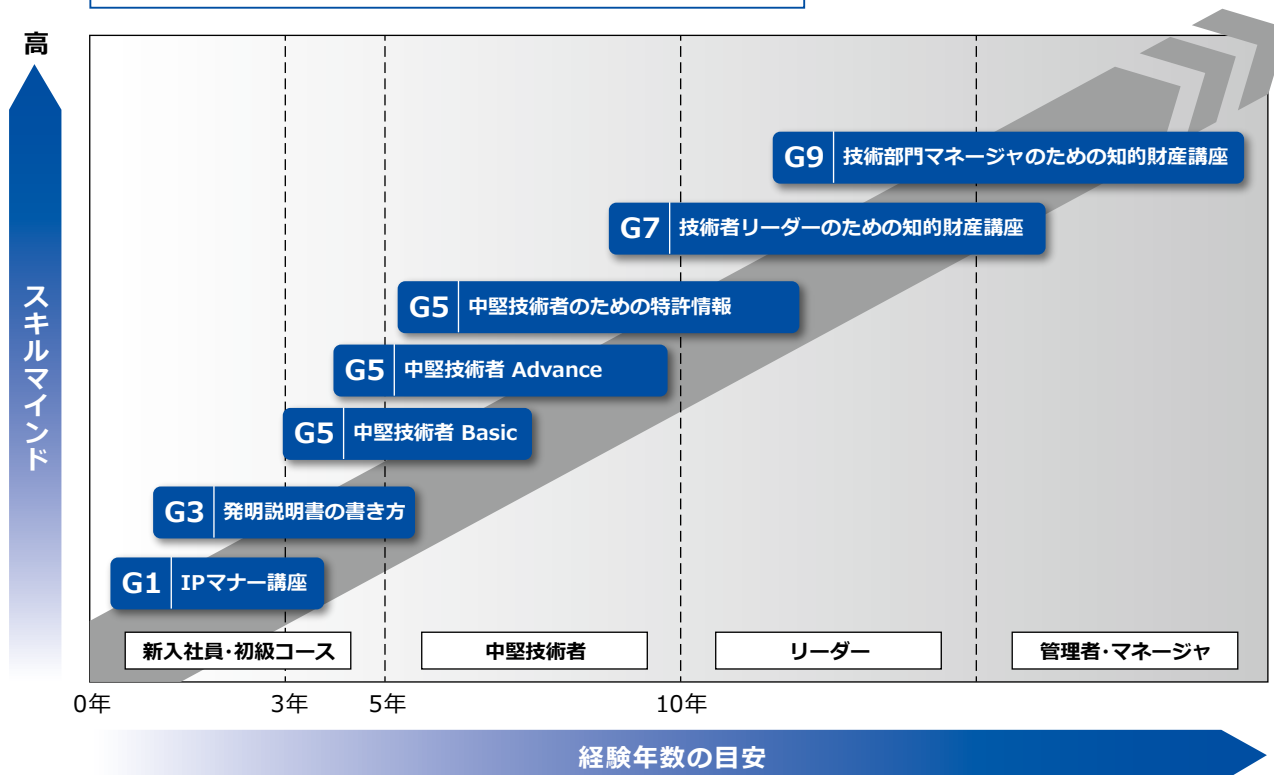 高
スキルマインド
G9 技術部門マネージャのための知的財産講座
G7 技術者リーダーのための知的財産講座
G5 中堅技術者のための特許情報
G5 中堅技術者 Advance
G5 中堅技術者 Basic
G3 発明説明書の書き方
G1 IPマナー講座
新入社員・初級コース 中堅技術者 リーダー 管理者・マネージャ
0年 3年 5年 10年
経験年数の目安